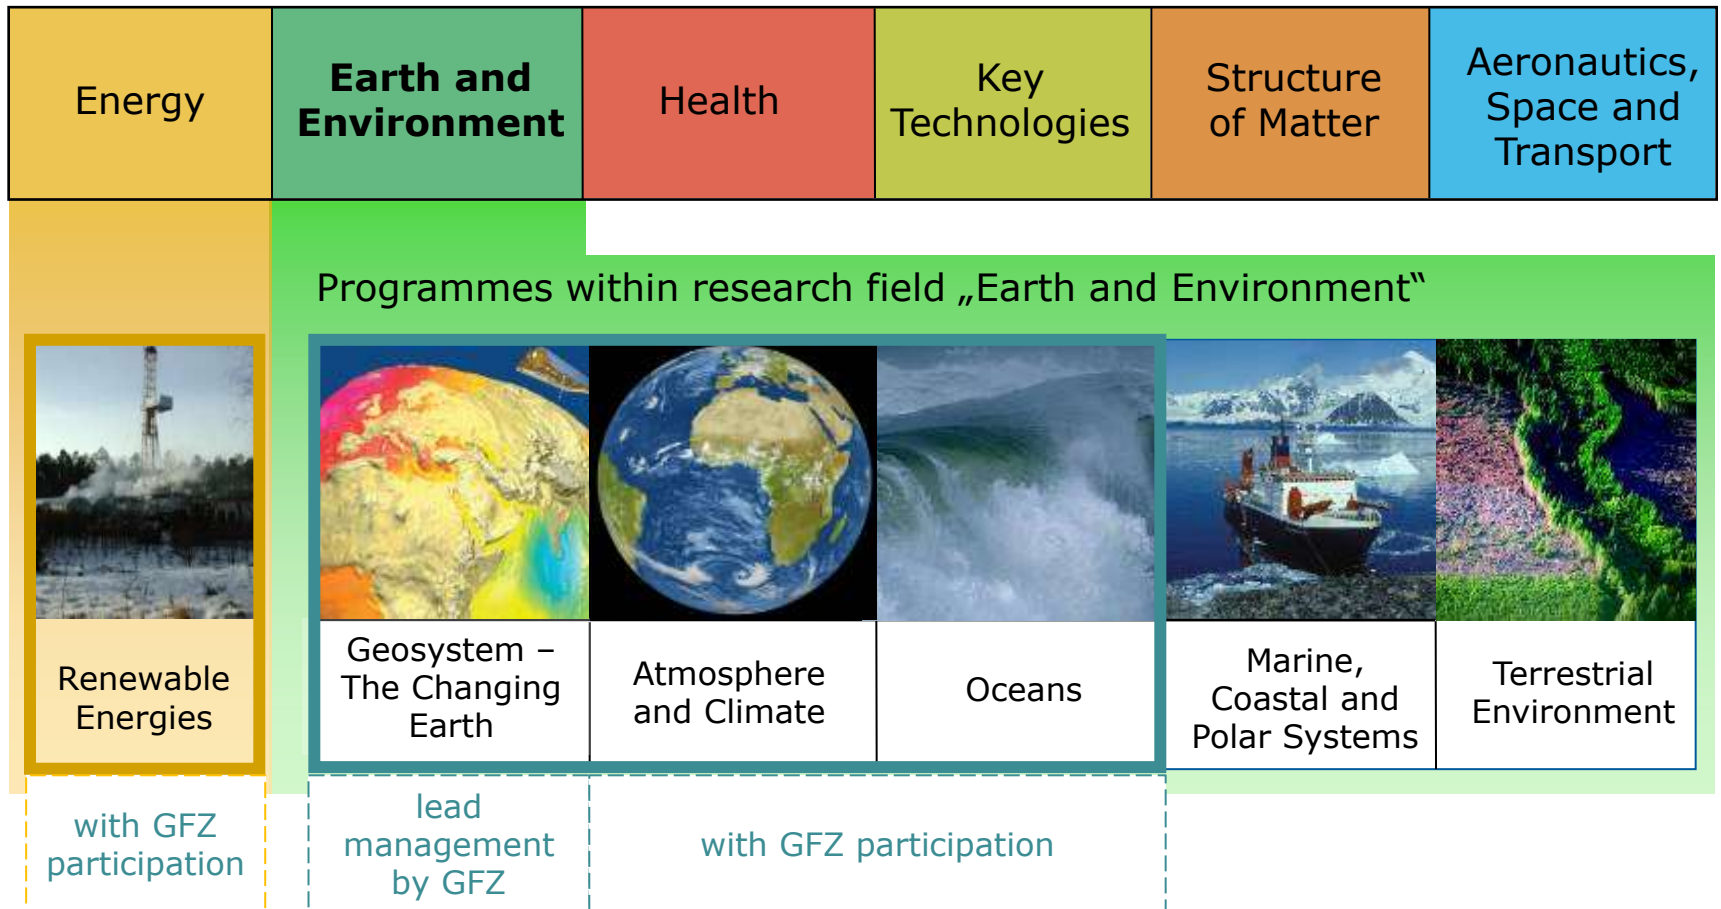 Energy
Earth and
Environment
Health
Key
Technologies
Structure
of Matter
Aeronautics,
Space and
Transport
Programmes within research field „Earth and Environment“
Renewable
Energies
Geosystem –
The Changing
Earth
Atmosphere
and Climate
Oceans
Marine,
Coastal and
Polar Systems
Terrestrial
Environment
with GFZ
participation
lead
management
by GFZ
with GFZ participation